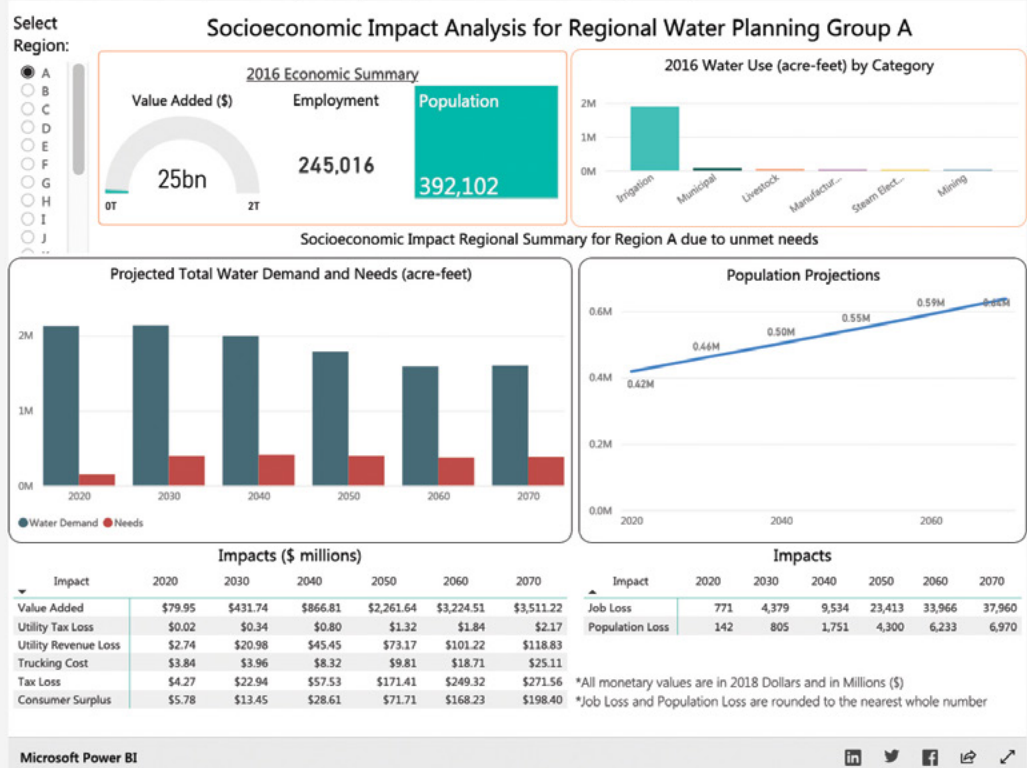 Select
Region:
A
B
C
D
E
F
G
H
I
J
Socioeconomic Impact Analysis for Regional Water Planning Group A
2016 Economic Summary
Value Added ($)
25bn
0T 2T
Employment
245,016
Population
392,102
2016 Water Use (acre-feet) by Category
2M
1M
0M
Irrigation Municipal Livestock Manufactur... Steam Elect... Mining
Socioeconomic Impact Regional Summary for Region A due to unmet needs
Projected Total Water Demand and Needs (acre-feet)
2M
1M
0M
2020 2030 2040 2050 2060 2070
Water Demand Needs
Population Projections
0.6M
0.4M
0.2M
0.0M
0.42M 0.46M 0.50M 0.55M 0.59M 0.64M
2020 2040 2060
Impacts ($ millions)
Impact 2020 2030 2040 2050 2060 2070
Value Added $79.95 $431.74 $866.81 $2,261.64 $3,224.51 $3,511.22
Utility Tax Loss $0.02 $0.34 $0.80 $1.32 $1.84 $2.17
Utility Revenue Loss $2.74 $20.98 $45.45 $73.17 $101.22 $118.83
Trucking Cost $3.84 $3.96 $8.32 $9.81 $18.71 $25.11
Tax Loss $4.27 $22.94 $57.53 $171.41 $249.32 $271.56
Consumer Surplus $5.78 $13.45 $28.61 $71.71 $168.23 $198.40
Impacts
Impact 2020 2030 2040 2050 2060 2070
Job Loss 771 4,379 9,534 23,413 33,966 37,960
Population Loss 142 805 1,751 4,300 6,233 6,970
*All monetary values are in 2018 Dollars and in Millions ($)
*Job Loss and Population Loss are rounded to the nearest whole number
Microsoft Power BI